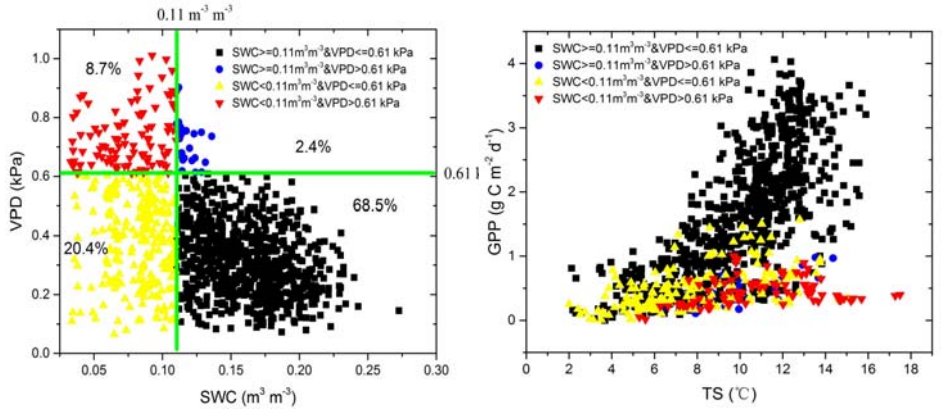 0.11 m⁻³ m⁻³
SWC>=0.11m³m⁻³&VPD<=0.61 kPa
SWC>=0.11m³m⁻³&VPD>0.61 kPa
SWC<0.11m³m⁻³&VPD<=0.61 kPa
SWC<0.11m³m⁻³&VPD>0.61 kPa
8.7%
2.4%
68.5%
20.4%
1.0
0.8
0.6
0.4
0.2
0.0
VPD (kPa)
0.05 0.10 0.15 0.20 0.25 0.30
SWC (m³ m⁻³)
SWC>=0.11m³m⁻³&VPD<=0.61 kPa
SWC>=0.11m³m⁻³&VPD>0.61 kPa
SWC<0.11m³m⁻³&VPD<=0.61 kPa
SWC<0.11m³m⁻³&VPD>0.61 kPa
4
3
2
1
0
GPP (g C m⁻² d⁻¹)
0 2 4 6 8 10 12 14 16 18
TS (℃)